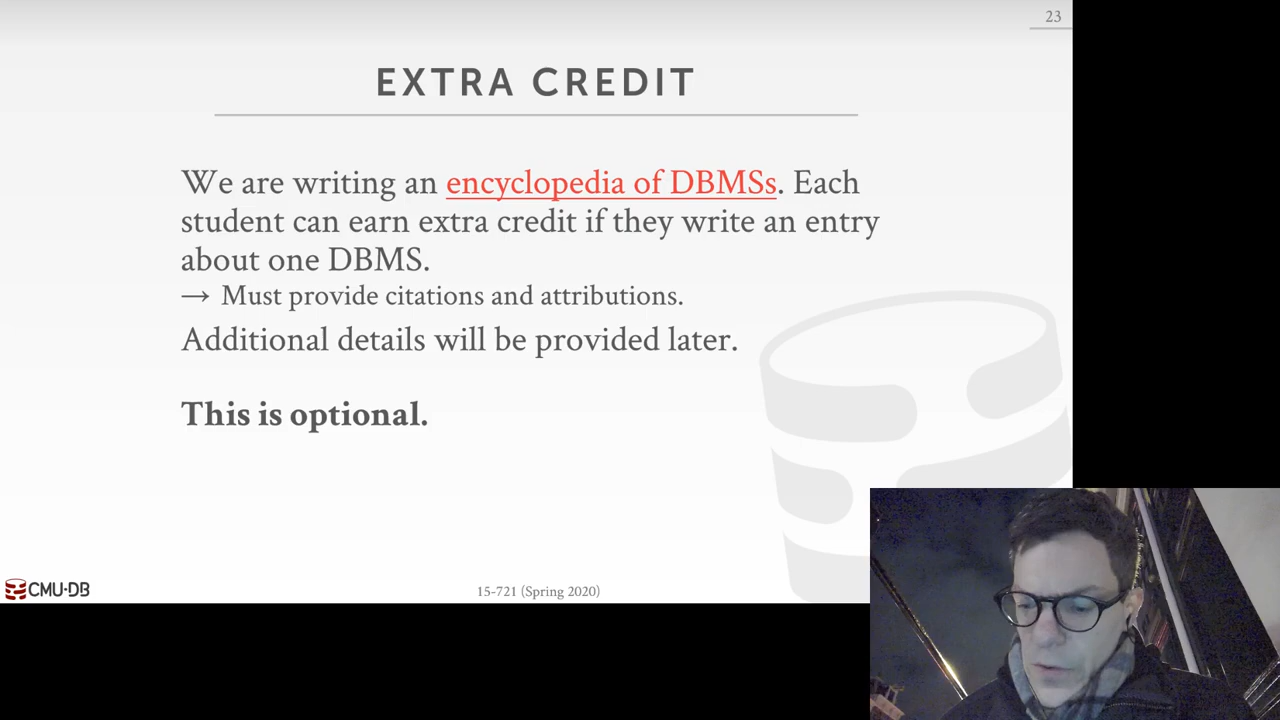 23
EXTRA CREDIT
We are writing an encyclopedia of DBMSs. Each
student can earn extra credit if they write an entry
about one DBMS.
→ Must provide citations and attributions.
Additional details will be provided later.
This is optional.
CMU·DB
15-721 (Spring 2020)